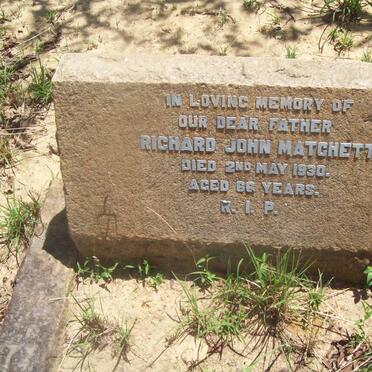 IN LOVING MEMORY OF
OUR DEAR FATHER
RICHARD JOHN MATCHETT
DIED 2ND MAY 1930.
AGED 66 YEARS.
R. I. P.